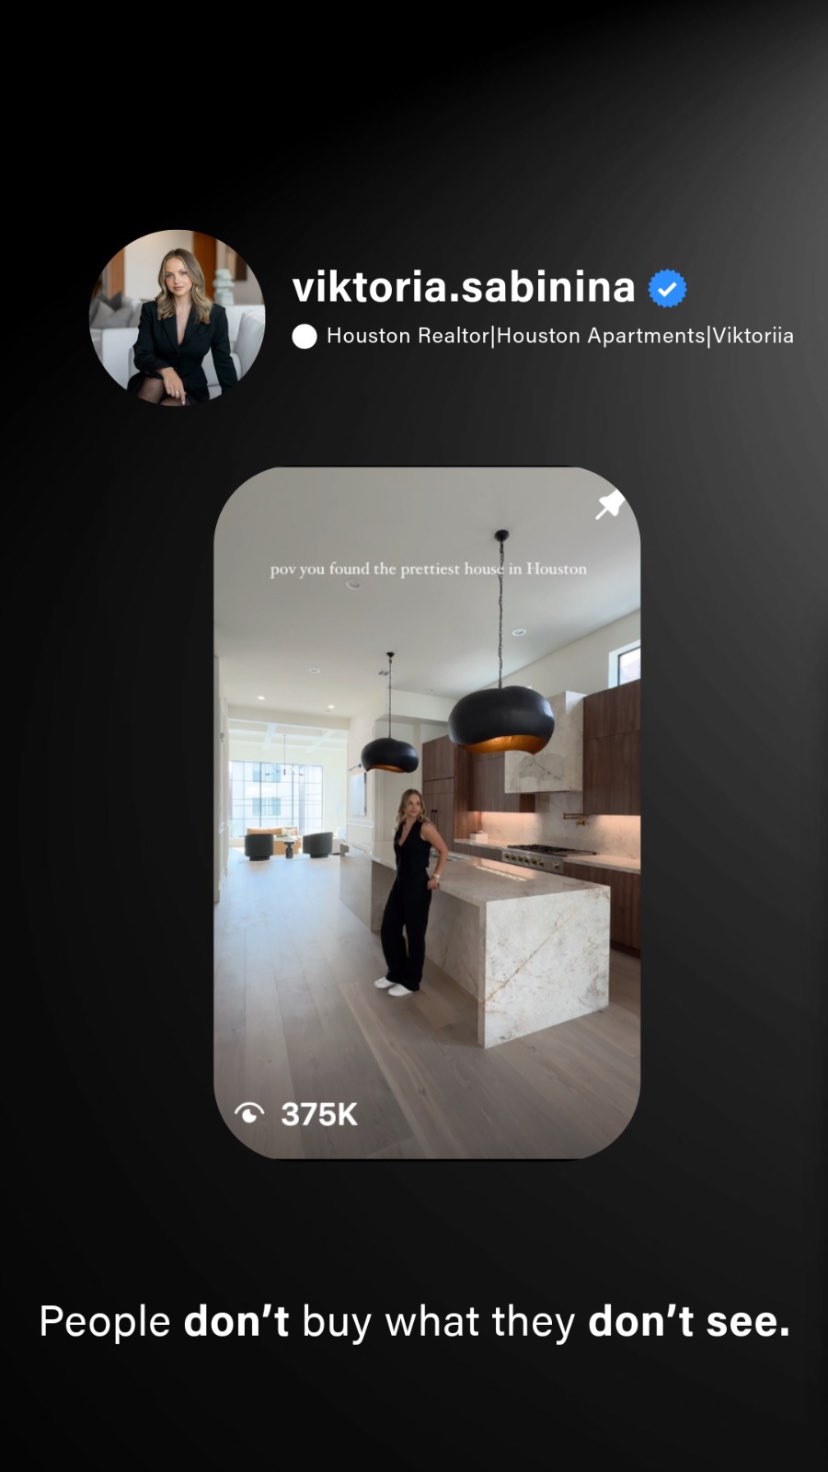 viktoria.sabinina
Houston Realtor|Houston Apartments|Viktoriia
pov you found the prettiest house in Houston
375K
People don't buy what they don't see.